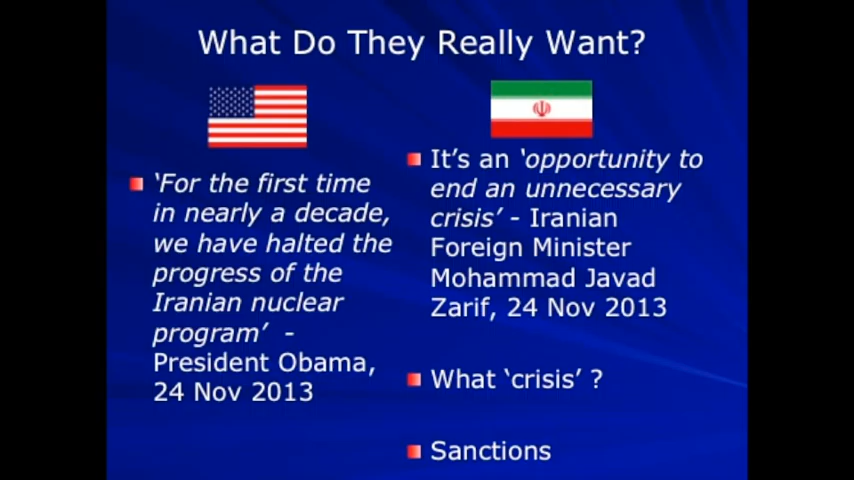 What Do They Really Want?
‘For the first time
in nearly a decade,
we have halted the
progress of the
Iranian nuclear
program’ -
President Obama,
24 Nov 2013
It’s an ‘opportunity to
end an unnecessary
crisis’ - Iranian
Foreign Minister
Mohammad Javad
Zarif, 24 Nov 2013
What ‘crisis’ ?
Sanctions